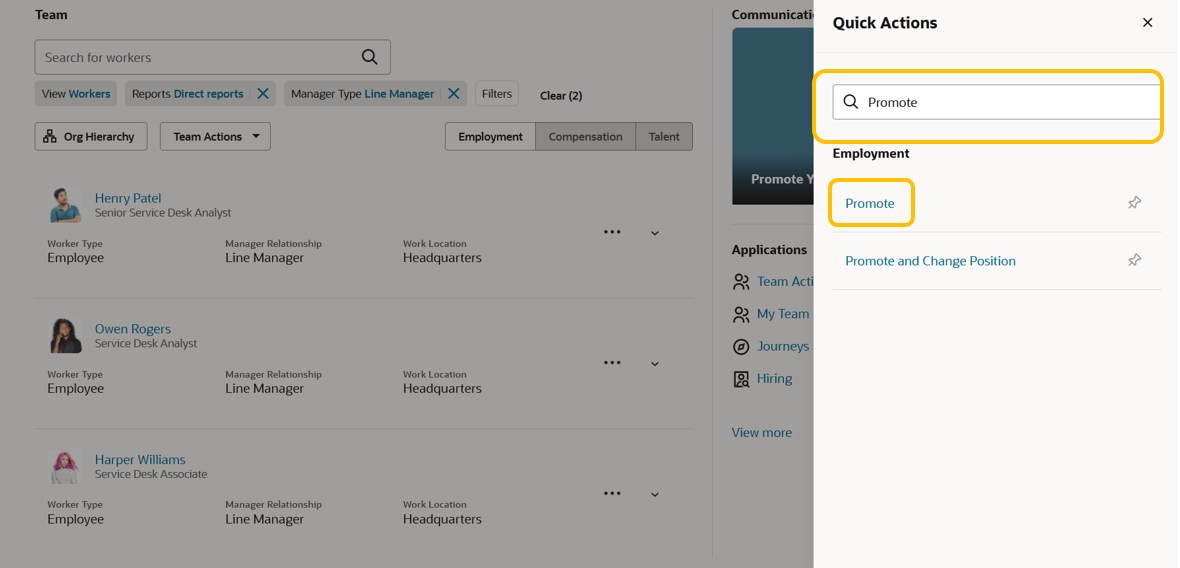 Team
Search for workers
View Workers
Reports Direct reports
Manager Type Line Manager
Filters
Clear (2)
Org Hierarchy
Team Actions
Employment
Compensation
Talent
Henry Patel
Senior Service Desk Analyst
Worker Type
Manager Relationship
Work Location
Employee
Line Manager
Headquarters
Owen Rogers
Service Desk Analyst
Worker Type
Manager Relationship
Work Location
Employee
Line Manager
Headquarters
Harper Williams
Service Desk Associate
Worker Type
Manager Relationship
Work Location
Employee
Line Manager
Headquarters
Communicati
Promote Y
Applications
Team Acti
My Team
Journeys
Hiring
View more
Quick Actions
Promote
Employment
Promote
Promote and Change Position